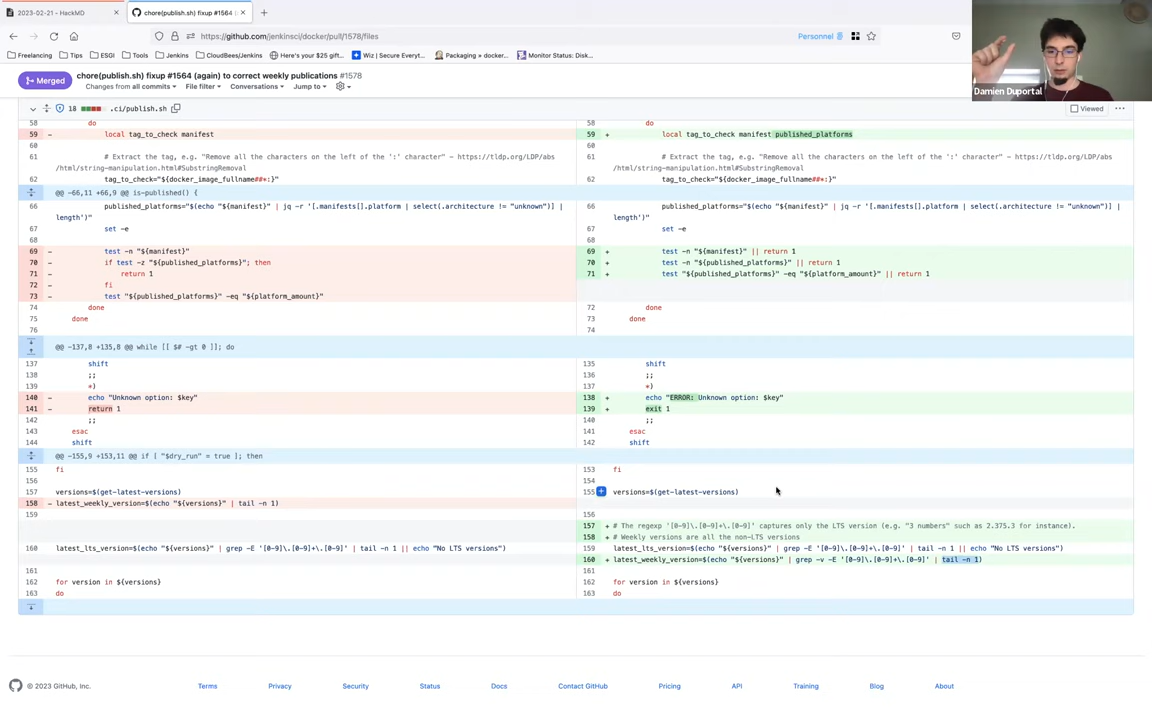 2023-02-21 - HackMD
chore(publish.sh) fixup #1564
https://github.com/jenkinsci/docker/pull/1578/files
Personnel
Freelancing
Tips
ESGI
Tools
Jenkins
CloudBees/Jenkins
Here's your $25 gift...
Wiz | Secure Everyt...
Packaging » docker...
Monitor Status: Disk...
Damien Duportal
Merged
chore(publish.sh) fixup #1564 (again) to correct weekly publications #1578
Changes from all commits
File filter
Conversations
Jump to
18
.ci/publish.sh
Viewed
58 do
59 - local tag_to_check manifest
60
61 # Extract the tag, e.g. "Remove all the characters on the left of the ':' character" - https://tldp.org/LDP/abs
/html/string-manipulation.html#SubstringRemoval
62 tag_to_check="${docker_image_fullname##*:}"
@@ -66,11 +66,9 @@ is-published() {
66 published_platforms="$(echo "${manifest}" | jq -r '[.manifests[].platform | select(.architecture != "unknown")] |
length')"
67 set -e
68
69 - test -n "${manifest}"
70 - if test -z "${published_platforms}"; then
71 - return 1
72 - fi
73 - test "${published_platforms}" -eq "${platform_amount}"
74 done
75 done
76
@@ -137,8 +135,8 @@ while [[ $# -gt 0 ]]; do
137 shift
138 ;;
139 *)
140 - echo "Unknown option: $key"
141 - return 1
142 ;;
143 esac
144 shift
@@ -155,9 +153,11 @@ if [ "$dry_run" = true ]; then
155 fi
156
157 versions=$(get-latest-versions)
158 - latest_weekly_version=$(echo "${versions}" | tail -n 1)
159
160 latest_lts_version=$(echo "${versions}" | grep -E '[0-9]\.[0-9]+\.[0-9]' | tail -n 1 || echo "No LTS versions")
161
162 for version in ${versions}
163 do
58 do
59 + local tag_to_check manifest published_platforms
60
61 # Extract the tag, e.g. "Remove all the characters on the left of the ':' character" - https://tldp.org/LDP/abs
/html/string-manipulation.html#SubstringRemoval
62 tag_to_check="${docker_image_fullname##*:}"
66 published_platforms="$(echo "${manifest}" | jq -r '[.manifests[].platform | select(.architecture != "unknown")] |
length')"
67 set -e
68
69 + test -n "${manifest}" || return 1
70 + test -n "${published_platforms}" || return 1
71 + test "${published_platforms}" -eq "${platform_amount}" || return 1
72 done
73 done
74
135 shift
136 ;;
137 *)
138 + echo "ERROR: Unknown option: $key"
139 + exit 1
140 ;;
141 esac
142 shift
153 fi
154
155 versions=$(get-latest-versions)
156
157 + # The regexp '[0-9]\.[0-9]+\.[0-9]' captures only the LTS version (e.g. "3 numbers" such as 2.375.3 for instance).
158 + # Weekly versions are all the non-LTS versions
159 latest_lts_version=$(echo "${versions}" | grep -E '[0-9]\.[0-9]+\.[0-9]' | tail -n 1 || echo "No LTS versions")
160 + latest_weekly_version=$(echo "${versions}" | grep -v -E '[0-9]\.[0-9]+\.[0-9]' | tail -n 1)
161
162 for version in ${versions}
163 do
© 2023 GitHub, Inc.
Terms
Privacy
Security
Status
Docs
Contact GitHub
Pricing
API
Training
Blog
About